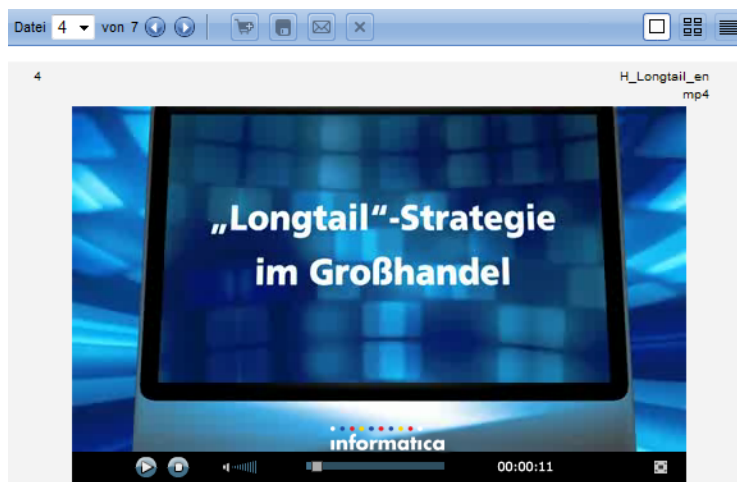 Datei 4 von 7
4
H_Longtail_en
mp4
„Longtail“-Strategie
im Großhandel
informatica
00:00:11